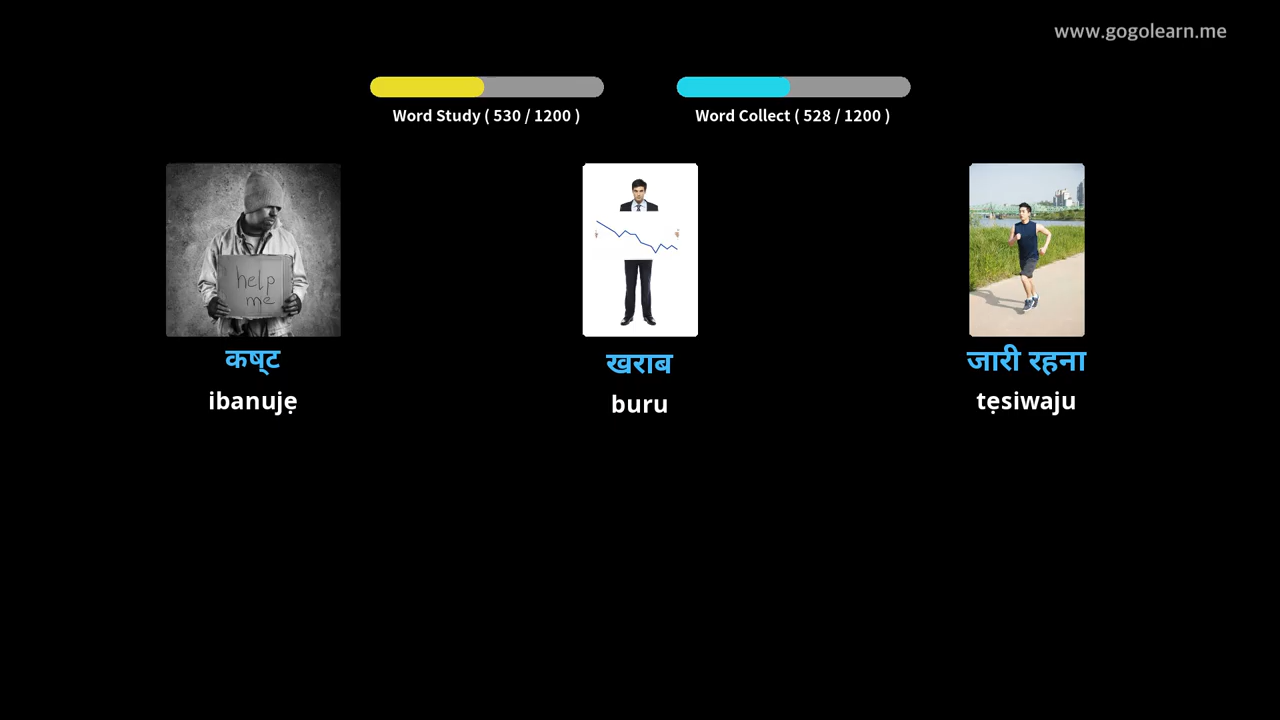 www.gogolearn.me
Word Study ( 530 / 1200 )
Word Collect ( 528 / 1200 )
help
me
कष्ट
ibanujẹ
खराब
buru
जारी रहना
tẹsiwaju